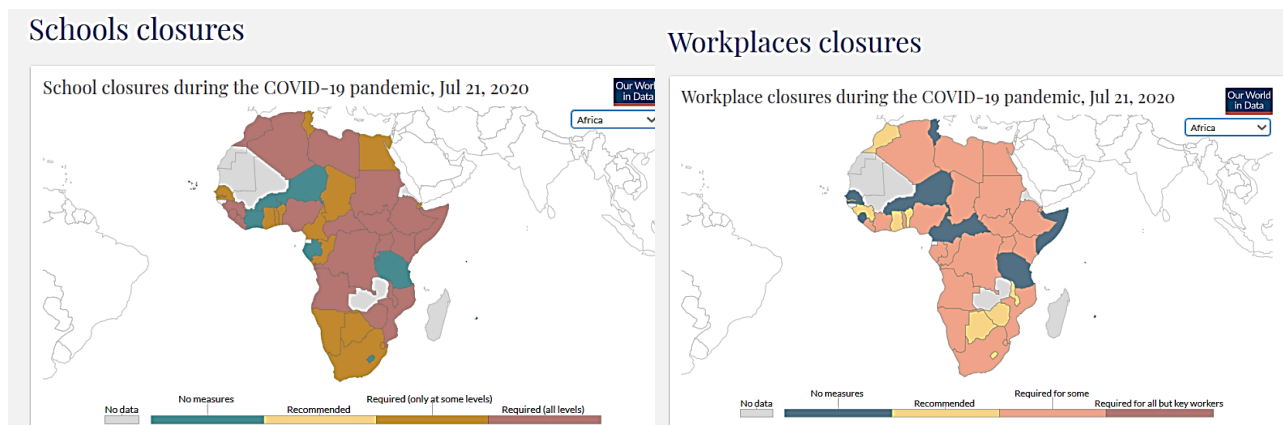 Schools closures
School closures during the COVID-19 pandemic, Jul 21, 2020
Our World
in Data
Africa
No data
No measures
Recommended
Required (only at some levels)
Required (all levels)
Workplaces closures
Workplace closures during the COVID-19 pandemic, Jul 21, 2020
Our World
in Data
Africa
No data
No measures
Recommended
Required for some
Required for all but key workers